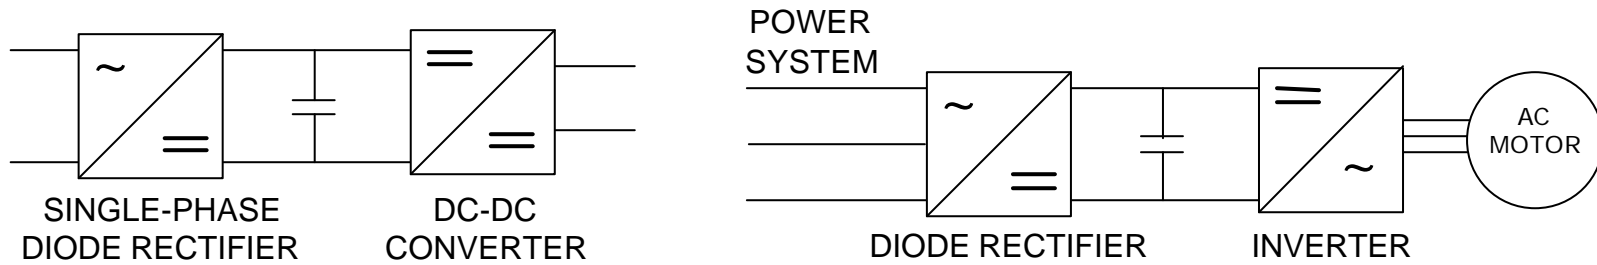 SINGLE-PHASE
DIODE RECTIFIER
DC-DC
CONVERTER
POWER
SYSTEM
DIODE RECTIFIER
INVERTER
AC
MOTOR